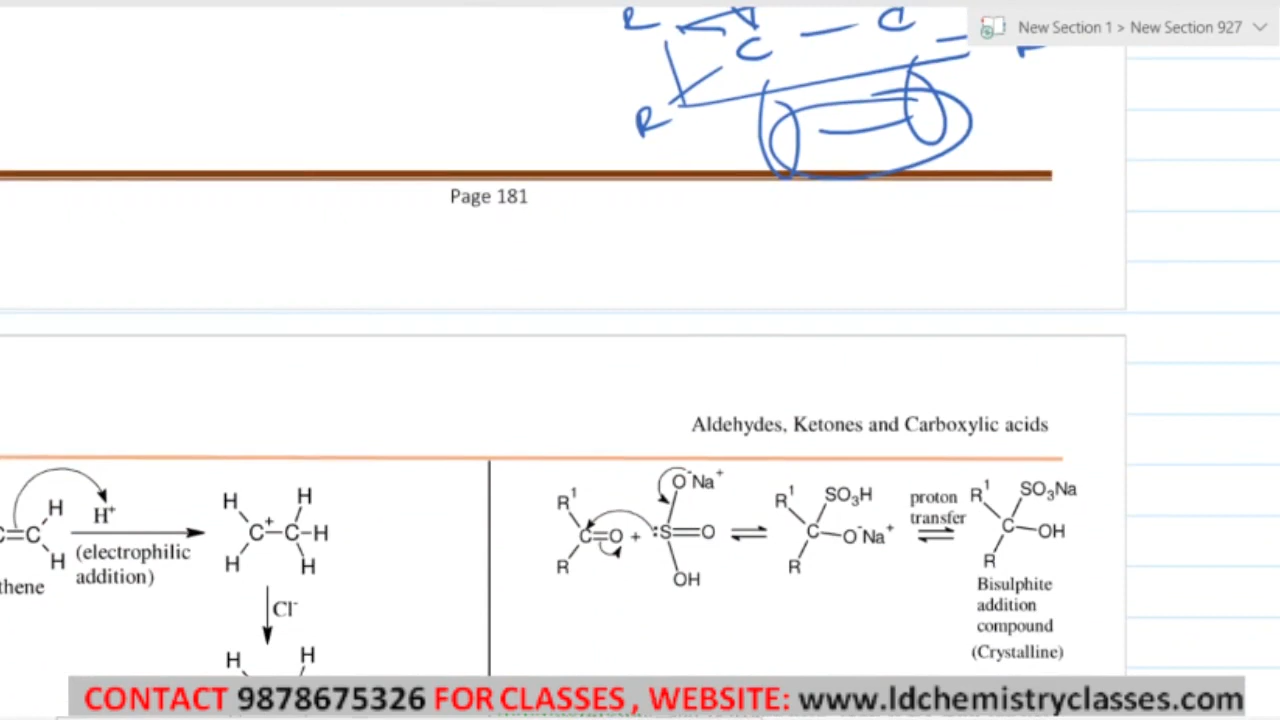 R C - C
New Section 1 > New Section 927
R
Page 181
Aldehydes, Ketones and Carboxylic acids
C=C H H
H⁺
(electrophilic
addition)
thene
H H
C⁺-C-H
H H
Cl⁻
H H
R¹
C=O + :S=O
R
O⁻Na⁺
OH
R¹ SO₃H
C-O⁻Na⁺
R
proton
transfer
R¹ SO₃Na
C-OH
R
Bisulphite
addition
compound
(Crystalline)
CONTACT 9878675326 FOR CLASSES , WEBSITE: www.ldchemistryclasses.com